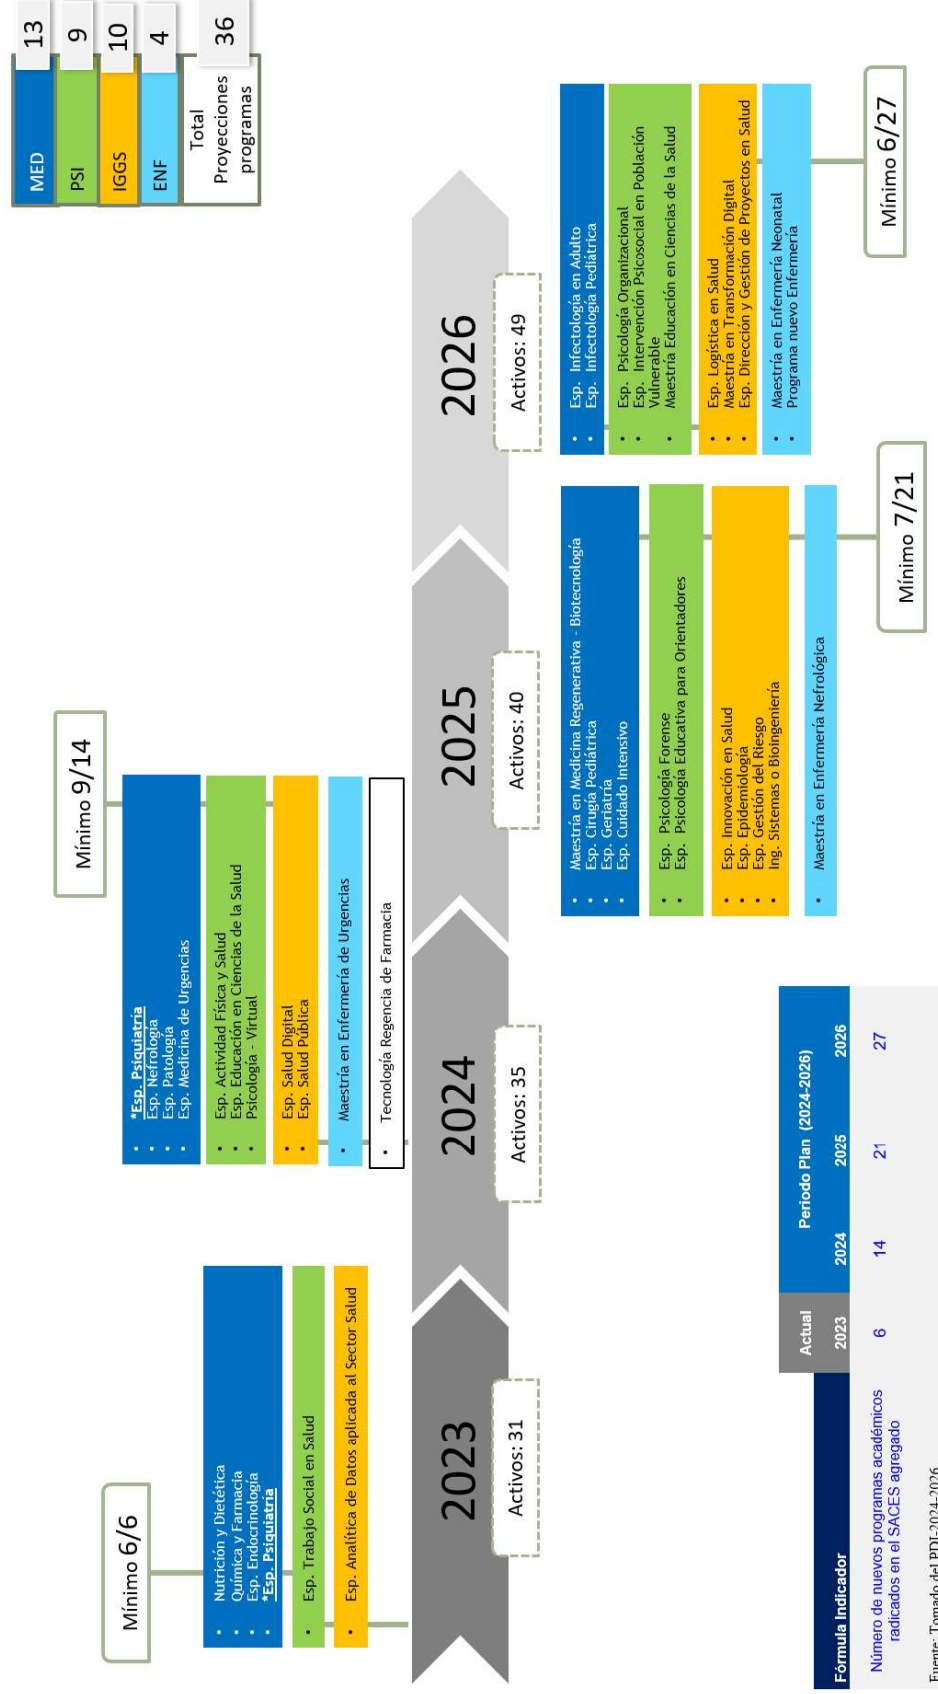 MED 13
PSI 9
IGGS 10
ENF 4
Total
Proyecciones
programas
36
Mínimo 6/6
• Nutrición y Dietética
• Química y Farmacia
• Esp. Endocrinología
• *Esp. Psiquiatría
• Esp. Trabajo Social en Salud
• Esp. Analítica de Datos aplicada al Sector Salud
Mínimo 9/14
• *Esp. Psiquiatría
• Esp. Nefrología
• Esp. Patología
• Esp. Medicina de Urgencias
• Esp. Actividad Física y Salud
• Esp. Educación en Ciencias de la Salud
• Psicología - Virtual
• Esp. Salud Digital
• Esp. Salud Pública
• Maestría en Enfermería de Urgencias
• Tecnología Regencia de Farmacia
2023
2024
2025
2026
Activos: 31
Activos: 35
Activos: 40
Activos: 49
• Maestría en Medicina Regenerativa - Biotecnología
• Esp. Cirugía Pediátrica
• Esp. Geriatría
• Esp. Cuidado Intensivo
• Esp. Psicología Forense
• Esp. Psicología Educativa para Orientadores
• Esp. Innovación en Salud
• Esp. Epidemiología
• Esp. Gestión del Riesgo
• Ing. Sistemas o Bioingeniería
• Maestría en Enfermería Nefrológica
Mínimo 7/21
• Esp. Infectología en Adulto
• Esp. Infectología Pediátrica
• Esp. Psicología Organizacional
• Esp. Intervención Psicosocial en Población
Vulnerable
• Maestría Educación en Ciencias de la Salud
• Esp. Logística en Salud
• Maestría en Transformación Digital
• Esp. Dirección y Gestión de Proyectos en Salud
• Maestría en Enfermería Neonatal
• Programa nuevo Enfermería
Mínimo 6/27
Actual Periodo Plan (2024-2026)
Fórmula Indicador 2023 2024 2025 2026
Número de nuevos programas académicos
radicados en el SACES agregado
6 14 21 27
Fuente: Tomado del PDI-2024-2026